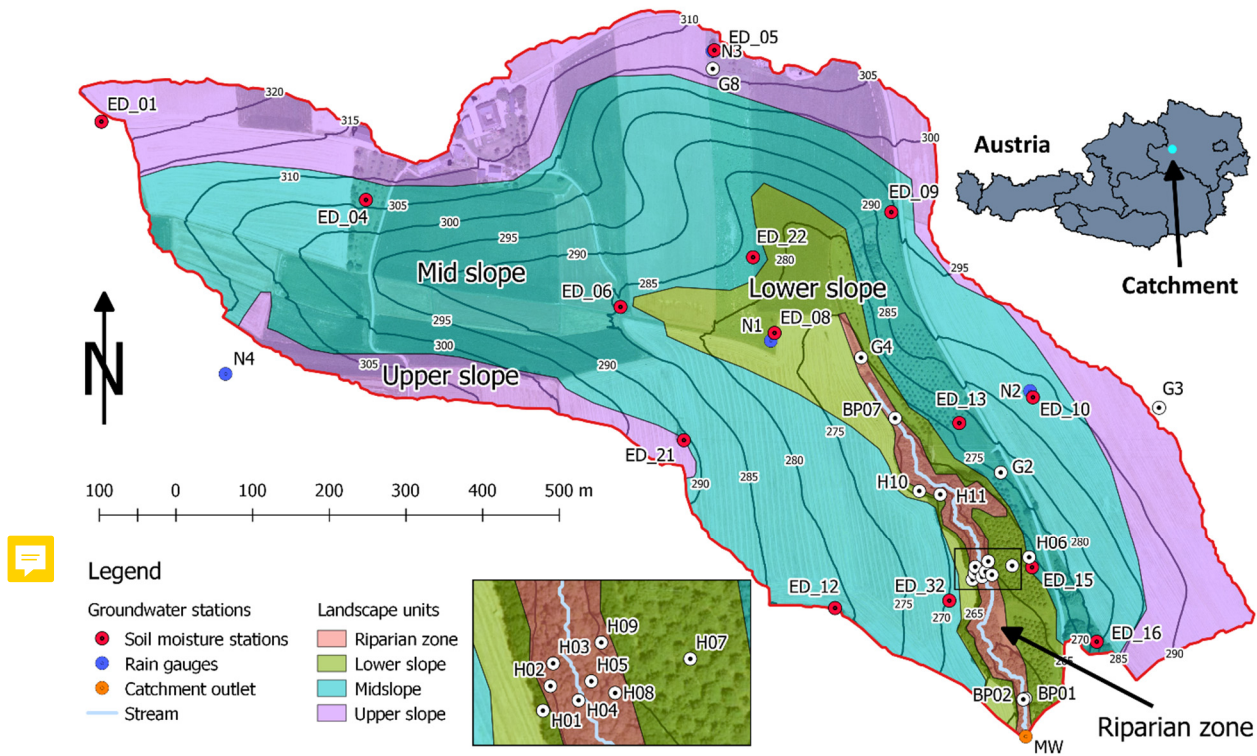 310
ED_05
N3
G8
305
ED_01
320
315
300
310
ED_04
305
300
295
290
ED_09
290
Mid slope
ED_22
280
285
Lower slope
295
ED_06
285
N1
ED_08
295
300
305
290
N4
Upper slope
G4
N2
ED_10
G3
BP07
ED_13
275
275
ED_21
280
285
290
G2
H10
H11
H06
280
ED_15
ED_12
ED_32
275
270
265
270
ED_16
265
285
290
BP02
BP01
Riparian zone
MW
Austria
Catchment
N
100 0 100 200 300 400 500 m
Legend
Groundwater stations
Soil moisture stations
Rain gauges
Catchment outlet
Stream
Landscape units
Riparian zone
Lower slope
Midslope
Upper slope
H09
H03
H07
H02
H05
H08
H01
H04